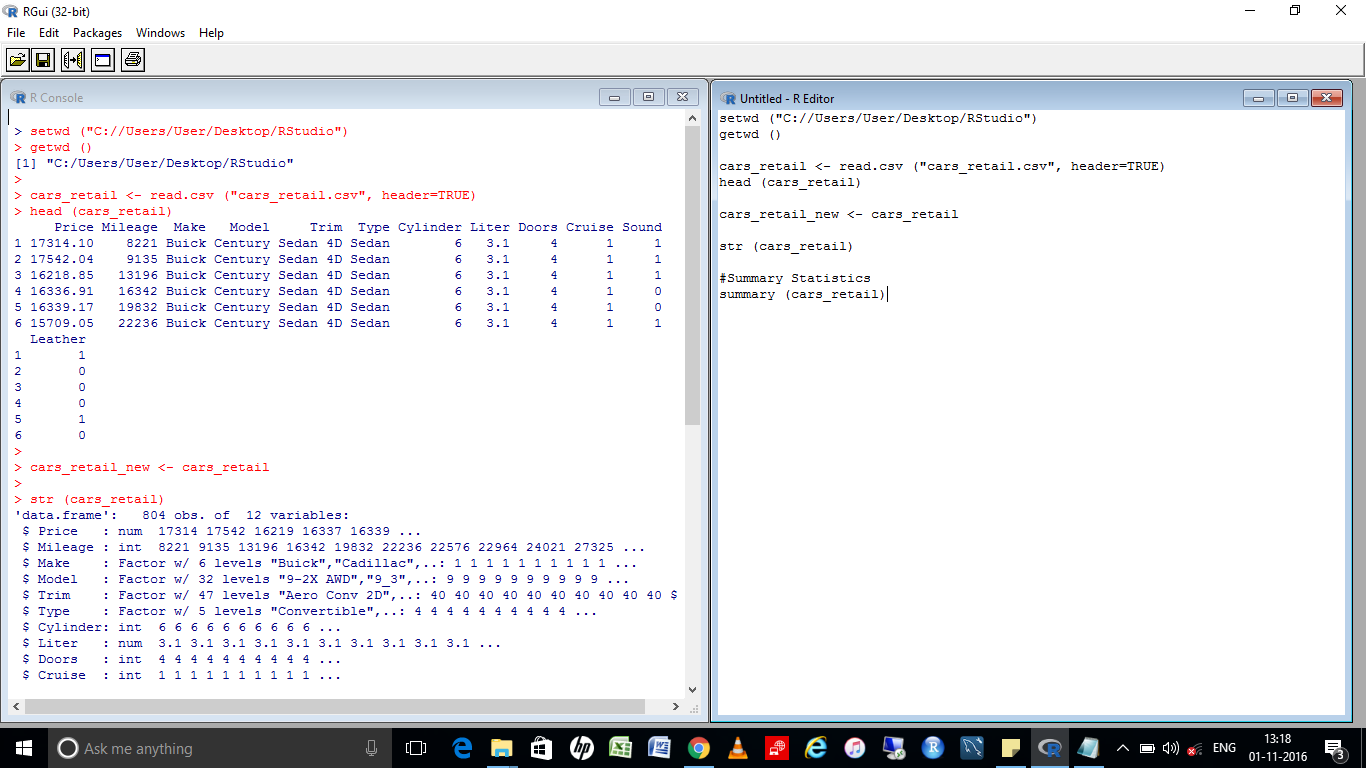 RGui (32-bit)
File Edit Packages Windows Help
R Console
> setwd ("C://Users/User/Desktop/RStudio")
> getwd ()
[1] "C:/Users/User/Desktop/RStudio"
>
> cars_retail <- read.csv ("cars_retail.csv", header=TRUE)
> head (cars_retail)
     Price Mileage  Make   Model     Trim  Type Cylinder Liter Doors Cruise Sound
1 17314.10    8221 Buick Century Sedan 4D Sedan        6   3.1     4      1     1
2 17542.04    9135 Buick Century Sedan 4D Sedan        6   3.1     4      1     1
3 16218.85   13196 Buick Century Sedan 4D Sedan        6   3.1     4      1     1
4 16336.91   16342 Buick Century Sedan 4D Sedan        6   3.1     4      1     0
5 16339.17   19832 Buick Century Sedan 4D Sedan        6   3.1     4      1     0
6 15709.05   22236 Buick Century Sedan 4D Sedan        6   3.1     4      1     1
  Leather
1       1
2       0
3       0
4       0
5       1
6       0
>
> cars_retail_new <- cars_retail
>
> str (cars_retail)
'data.frame':   804 obs. of  12 variables:
 $ Price   : num  17314 17542 16219 16337 16339 ...
 $ Mileage : int  8221 9135 13196 16342 19832 22236 22576 22964 24021 27325 ...
 $ Make    : Factor w/ 6 levels "Buick","Cadillac",..: 1 1 1 1 1 1 1 1 1 1 ...
 $ Model   : Factor w/ 32 levels "9-2X AWD","9_3",..: 9 9 9 9 9 9 9 9 9 9 ...
 $ Trim    : Factor w/ 47 levels "Aero Conv 2D",..: 40 40 40 40 40 40 40 40 40 40 $
 $ Type    : Factor w/ 5 levels "Convertible",..: 4 4 4 4 4 4 4 4 4 4 ...
 $ Cylinder: int  6 6 6 6 6 6 6 6 6 6 ...
 $ Liter   : num  3.1 3.1 3.1 3.1 3.1 3.1 3.1 3.1 3.1 3.1 ...
 $ Doors   : int  4 4 4 4 4 4 4 4 4 4 ...
 $ Cruise  : int  1 1 1 1 1 1 1 1 1 1 ...
Untitled - R Editor
setwd ("C://Users/User/Desktop/RStudio")
getwd ()
cars_retail <- read.csv ("cars_retail.csv", header=TRUE)
head (cars_retail)
cars_retail_new <- cars_retail
str (cars_retail)
#Summary Statistics
summary (cars_retail)
Ask me anything
ENG
13:18
01-11-2016
3